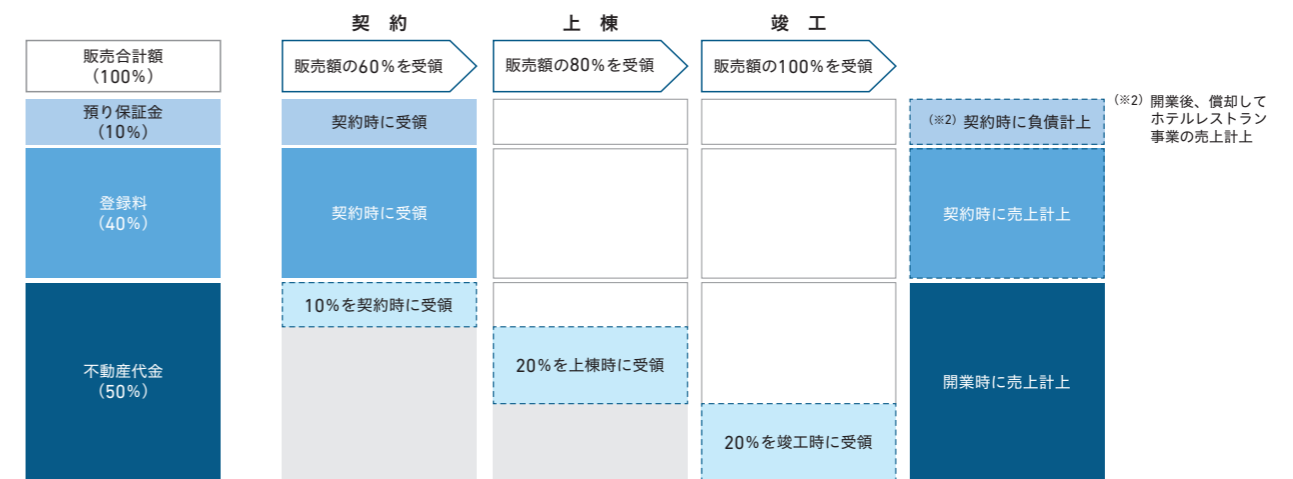 契 約
上 棟
竣 工
販売合計額
(100%)
販売額の60%を受領
販売額の80%を受領
販売額の100%を受領
預り保証金
(10%)
契約時に受領
(※2) 契約時に負債計上
(※2) 開業後、償却して
ホテルレストラン
事業の売上計上
登録料
(40%)
契約時に受領
契約時に売上計上
不動産代金
(50%)
10%を契約時に受領
20%を上棟時に受領
20%を竣工時に受領
開業時に売上計上